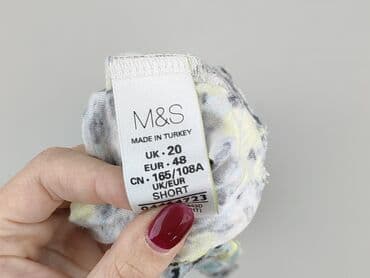 M&S
MADE IN TURKEY
UK • 20
EUR • 48
CN • 165/108A
UK/EUR
SHORT